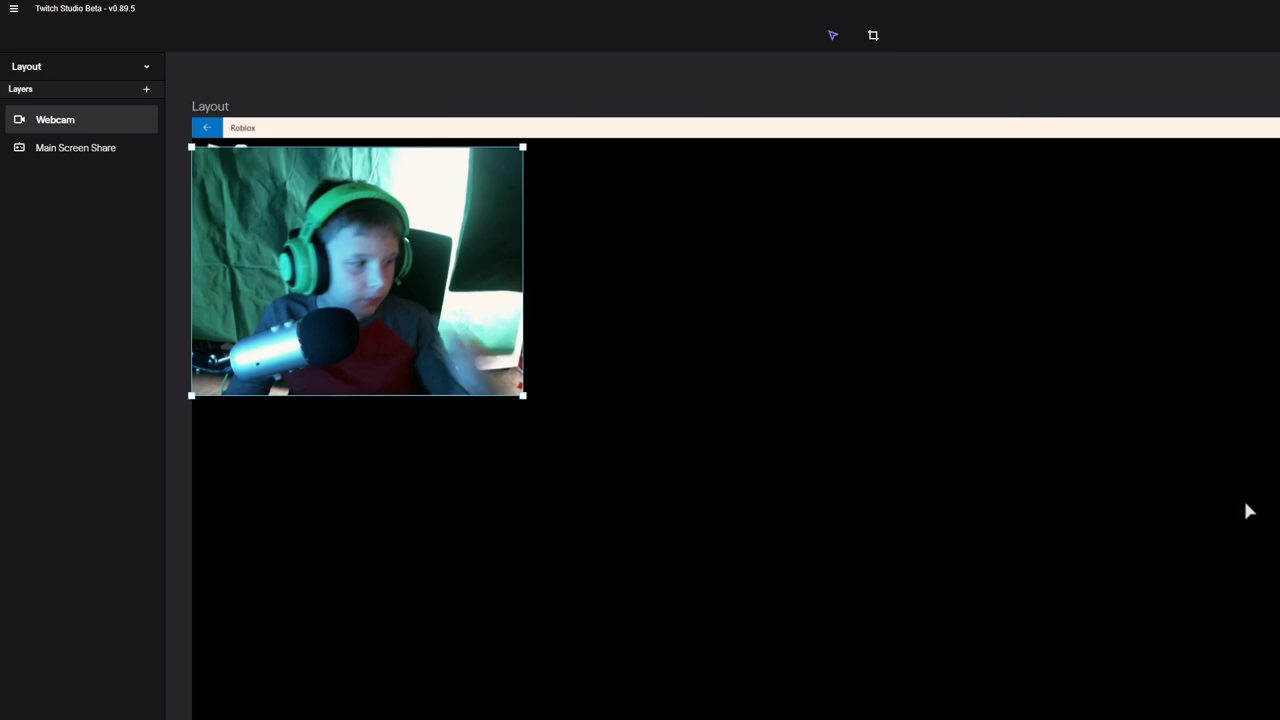 Twitch Studio Beta - v0.89.5
Layout
Layers
Webcam
Main Screen Share
Layout
Roblox